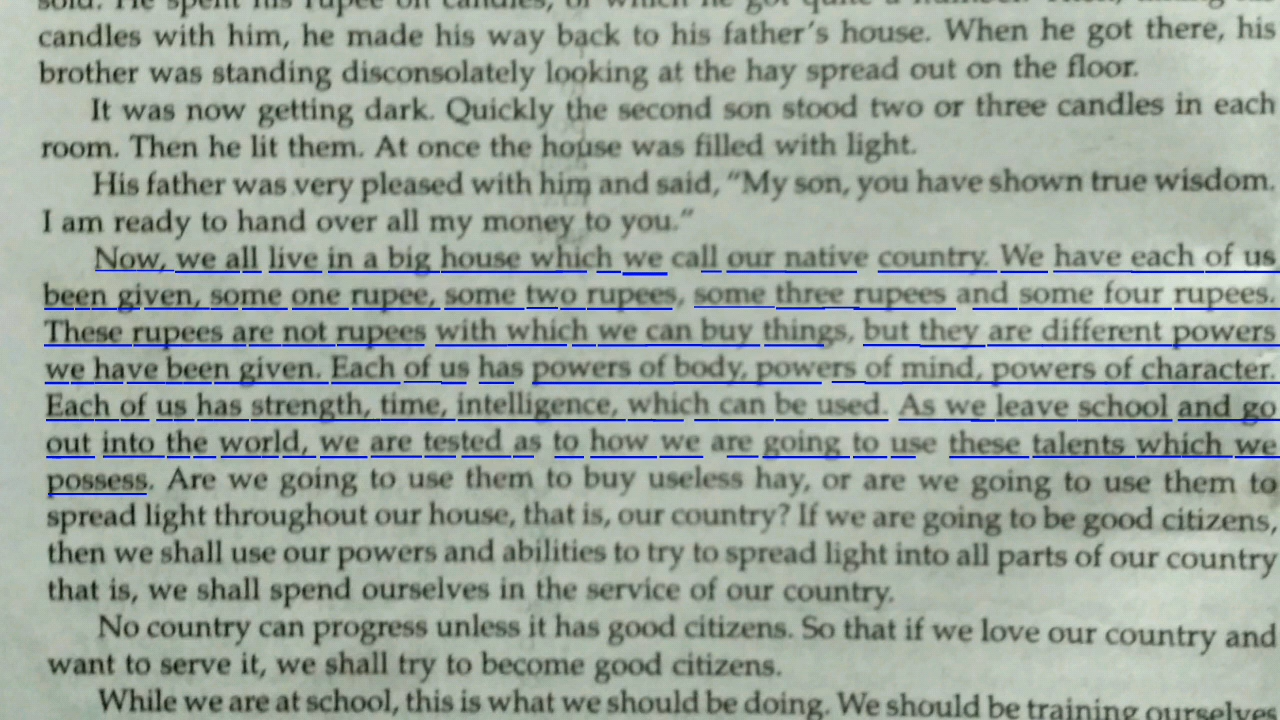 sold. He spent his rupee on candles, of which he got quite a number. Then, taking
candles with him, he made his way back to his father's house. When he got there, his
brother was standing disconsolately looking at the hay spread out on the floor.
It was now getting dark. Quickly the second son stood two or three candles in each
room. Then he lit them. At once the house was filled with light.
His father was very pleased with him and said, "My son, you have shown true wisdom.
I am ready to hand over all my money to you."
Now, we all live in a big house which we call our native country. We have each of us
been given, some one rupee, some two rupees, some three rupees and some four rupees.
These rupees are not rupees with which we can buy things, but they are different powers
we have been given. Each of us has powers of body, powers of mind, powers of character.
Each of us has strength, time, intelligence, which can be used. As we leave school and go
out into the world, we are tested as to how we are going to use these talents which we
possess. Are we going to use them to buy useless hay, or are we going to use them to
spread light throughout our house, that is, our country? If we are going to be good citizens,
then we shall use our powers and abilities to try to spread light into all parts of our country
that is, we shall spend ourselves in the service of our country.
No country can progress unless it has good citizens. So that if we love our country and
want to serve it, we shall try to become good citizens.
While we are at school, this is what we should be doing. We should be training ourselves